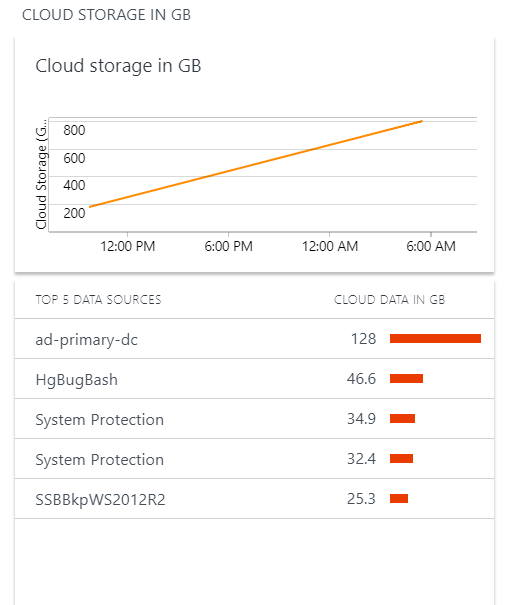 CLOUD STORAGE IN GB
Cloud storage in GB
Cloud Storage (G...
800
600
400
200
12:00 PM 6:00 PM 12:00 AM 6:00 AM
TOP 5 DATA SOURCES CLOUD DATA IN GB
ad-primary-dc 128
HgBugBash 46.6
System Protection 34.9
System Protection 32.4
SSBBkpWS2012R2 25.3